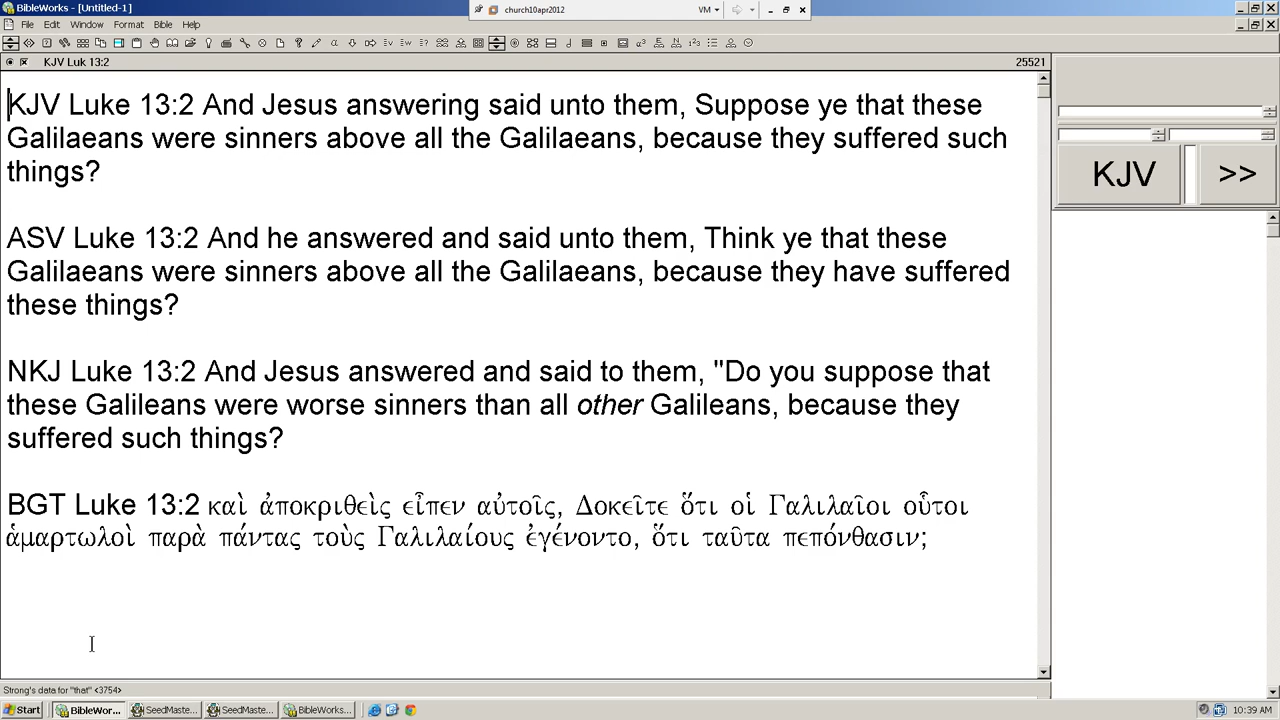 BibleWorks - [Untitled-1]
church10apr2012
VM
File Edit Window Format Bible Help
KJV Luk 13:2
25521
KJV Luke 13:2 And Jesus answering said unto them, Suppose ye that these
Galilaeans were sinners above all the Galilaeans, because they suffered such
things?
ASV Luke 13:2 And he answered and said unto them, Think ye that these
Galilaeans were sinners above all the Galilaeans, because they have suffered
these things?
NKJ Luke 13:2 And Jesus answered and said to them, "Do you suppose that
these Galileans were worse sinners than all other Galileans, because they
suffered such things?
BGT Luke 13:2 καὶ ἀποκριθεὶς εἶπεν αὐτοῖς, Δοκεῖτε ὅτι οἱ Γαλιλαῖοι οὗτοι
ἁμαρτωλοὶ παρὰ πάντας τοὺς Γαλιλαίους ἐγένοντο, ὅτι ταῦτα πεπόνθασιν;
KJV >>
Strong's data for "that" <3754>
Start BibleWor... SeedMaste... SeedMaste... BibleWorks... 10:39 AM